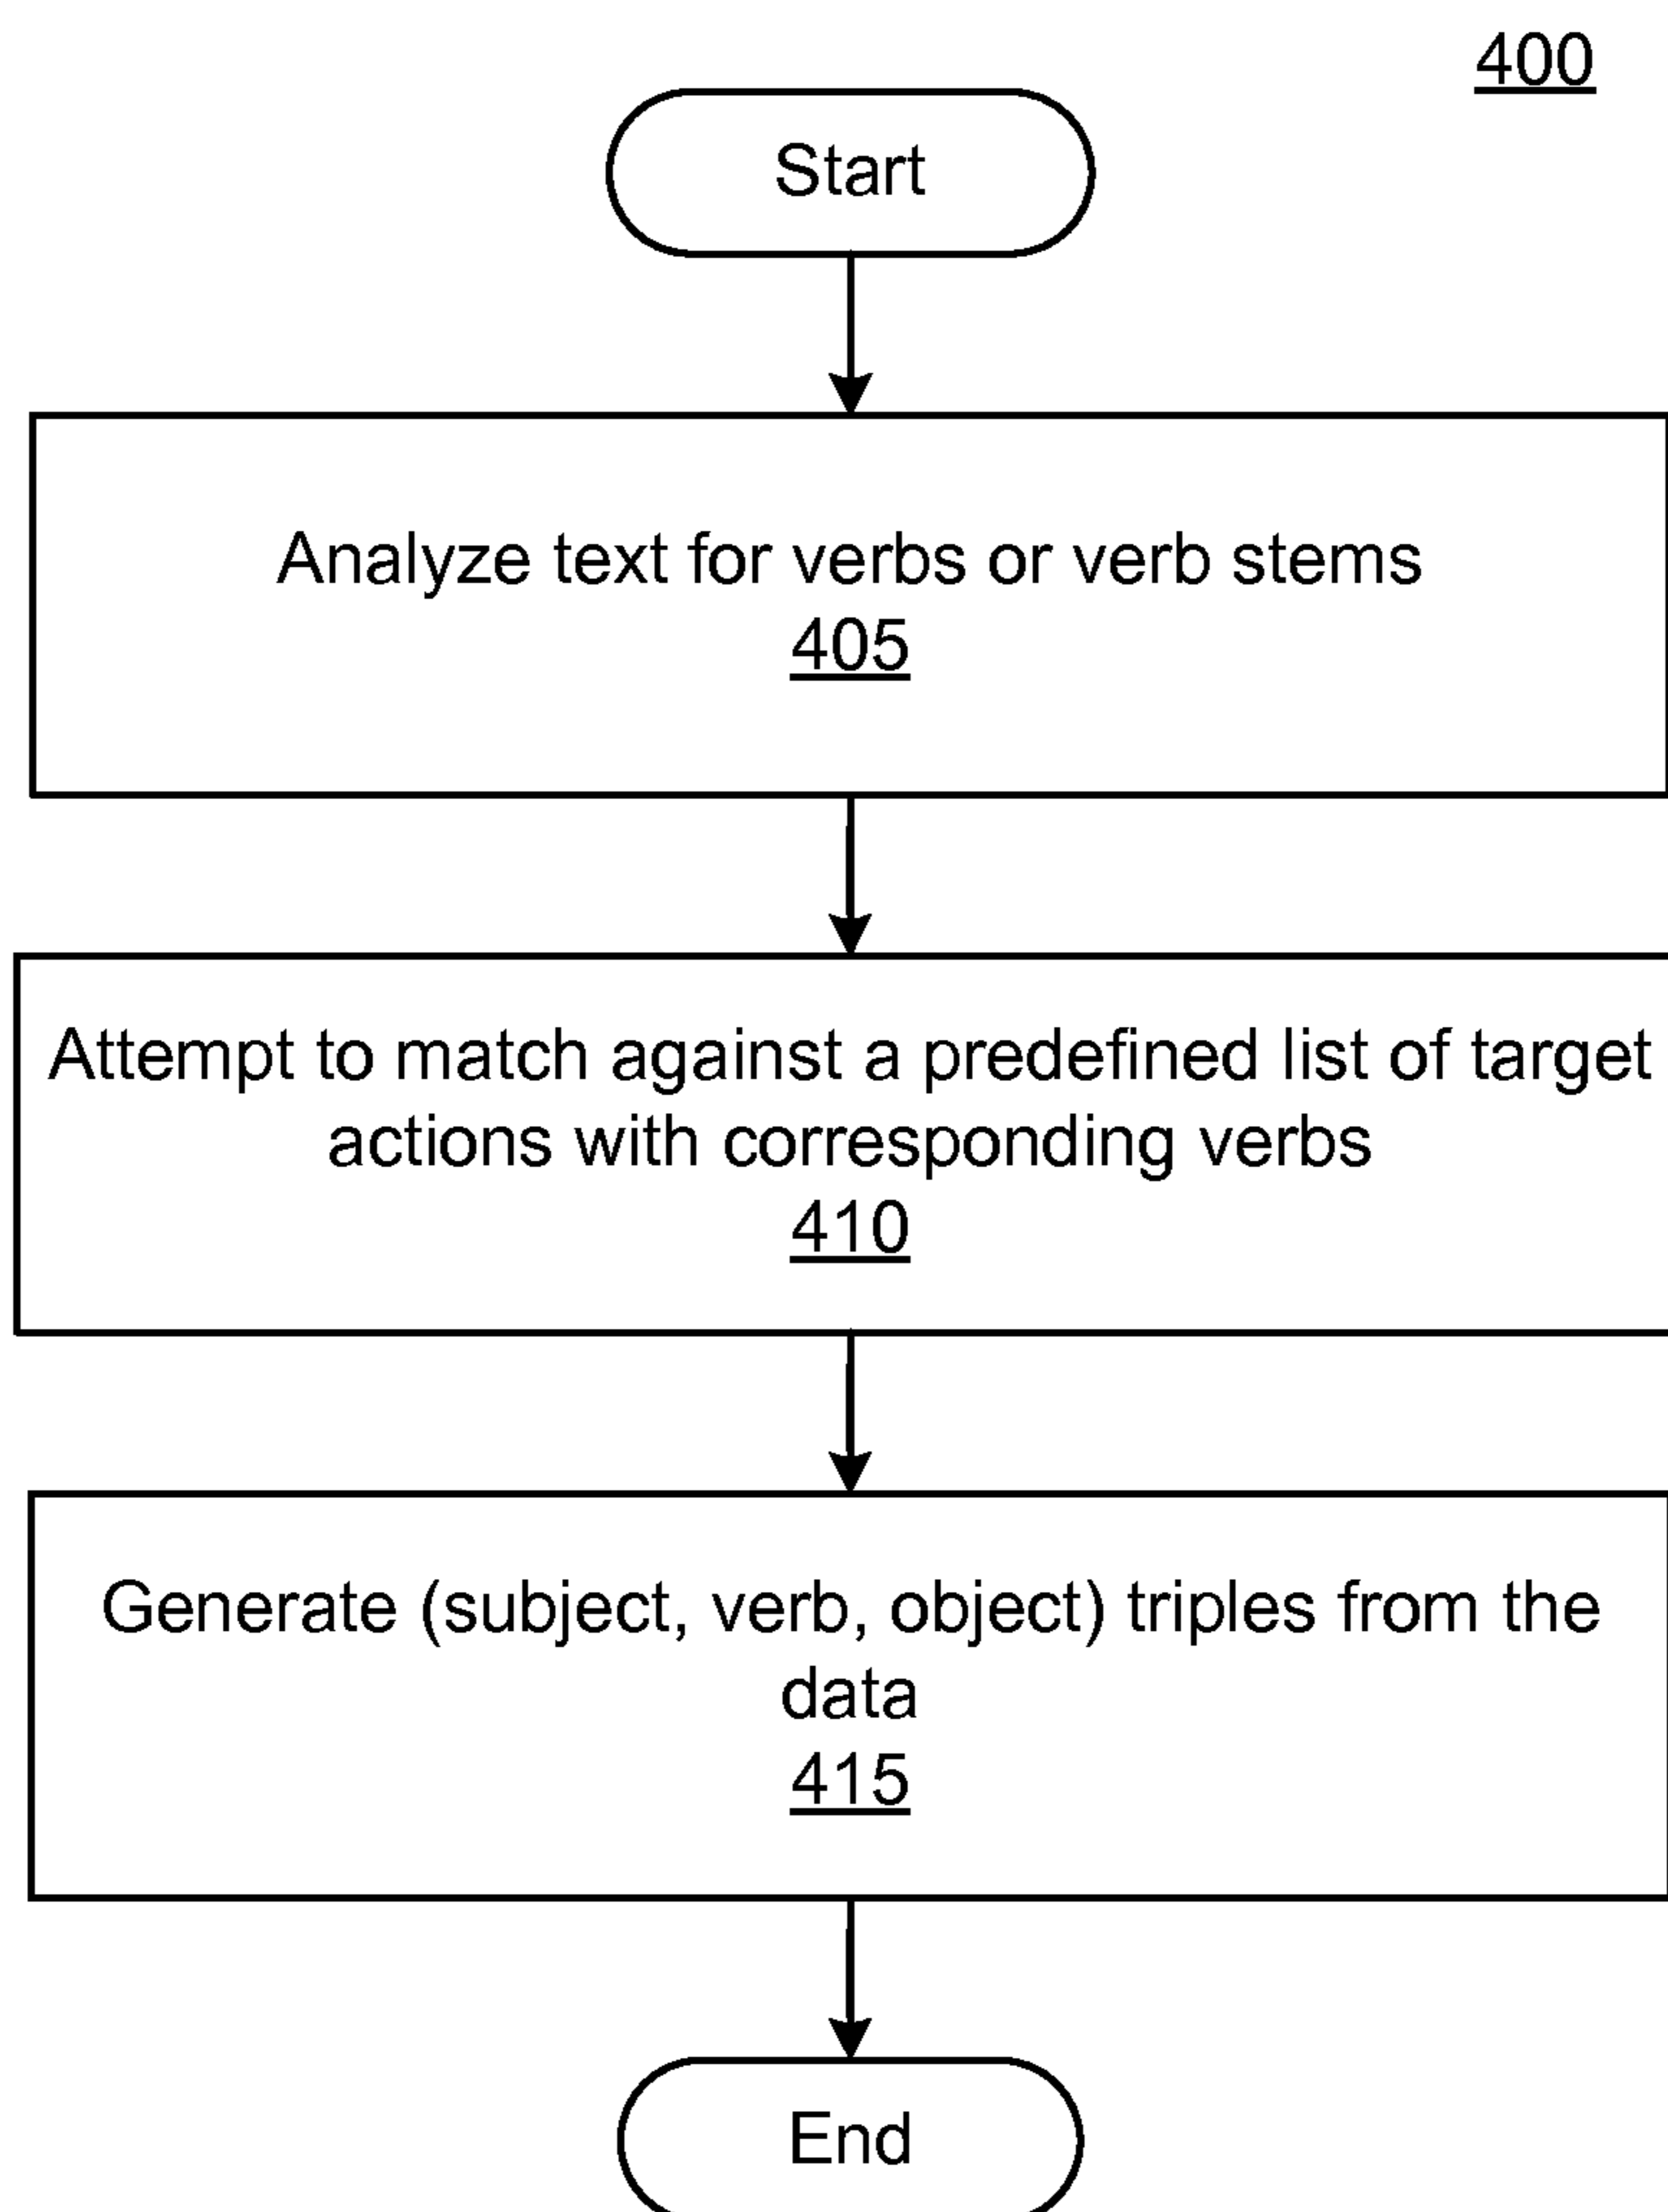 400
Start
Analyze text for verbs or verb stems
405
Attempt to match against a predefined list of target
actions with corresponding verbs
410
Generate (subject, verb, object) triples from the
data
415
End